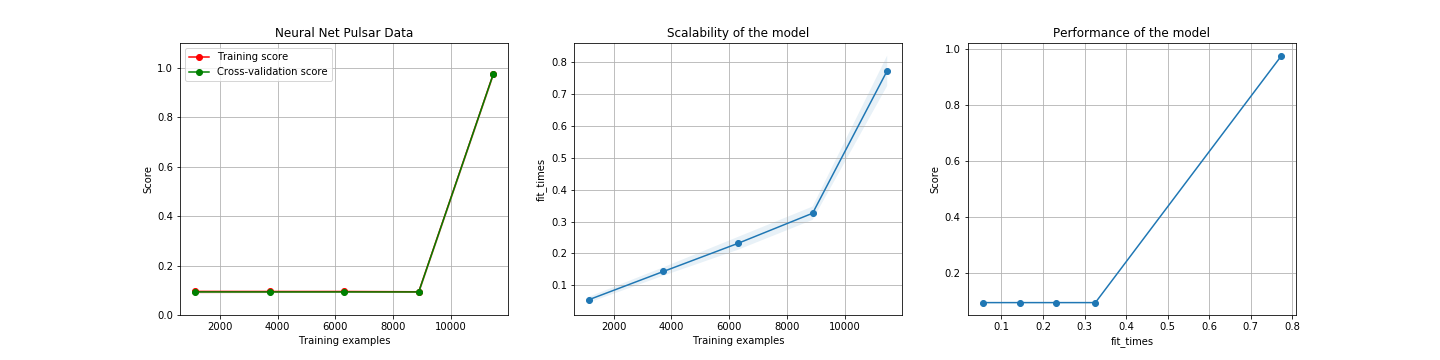 Neural Net Pulsar Data
Training score
Cross-validation score
1.0
0.8
0.6
0.4
0.2
0.0
Score
2000 4000 6000 8000 10000
Training examples
Scalability of the model
0.8
0.7
0.6
0.5
0.4
0.3
0.2
0.1
fit_times
2000 4000 6000 8000 10000
Training examples
Performance of the model
1.0
0.8
0.6
0.4
0.2
Score
0.1 0.2 0.3 0.4 0.5 0.6 0.7 0.8
fit_times